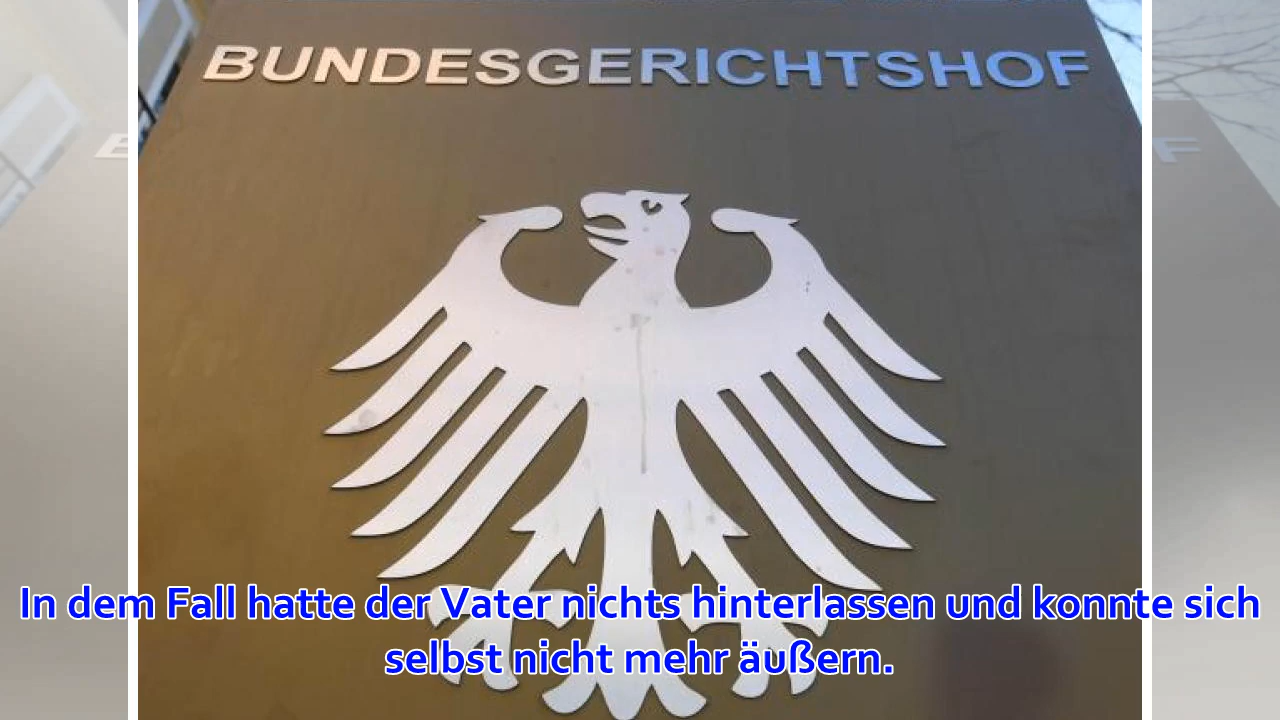 BUNDESGERICHTSHOF
In dem Fall hatte der Vater nichts hinterlassen und konnte sich
selbst nicht mehr äußern.